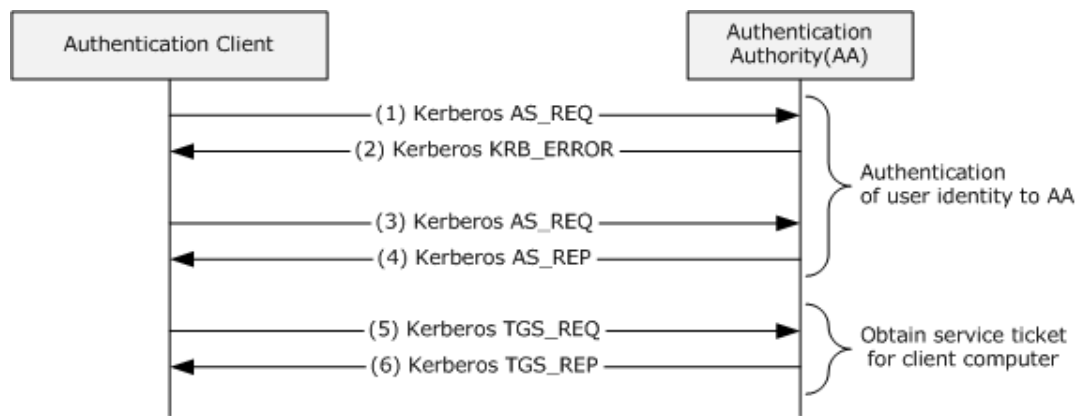 Authentication Client
Authentication
Authority(AA)
(1) Kerberos AS_REQ
(2) Kerberos KRB_ERROR
Authentication
of user identity to AA
(3) Kerberos AS_REQ
(4) Kerberos AS_REP
(5) Kerberos TGS_REQ
Obtain service ticket
for client computer
(6) Kerberos TGS_REP